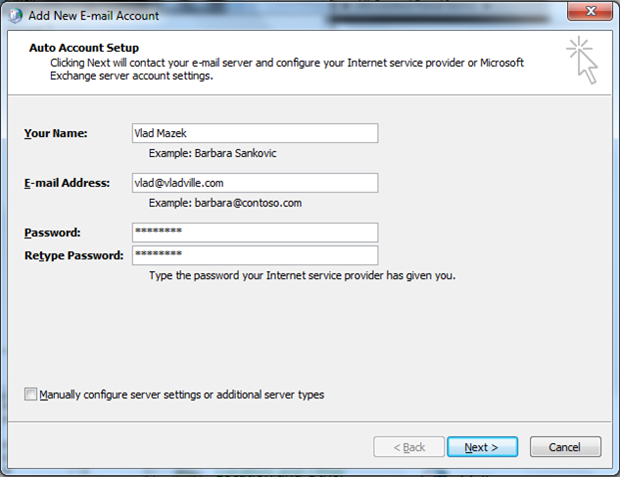 Add New E-mail Account
Auto Account Setup
Clicking Next will contact your e-mail server and configure your Internet service provider or Microsoft
Exchange server account settings.
Your Name:
Vlad Mazek
Example: Barbara Sankovic
E-mail Address:
vlad@vladville.com
Example: barbara@contoso.com
Password:
********
Retype Password:
********
Type the password your Internet service provider has given you.
Manually configure server settings or additional server types
< Back
Next >
Cancel